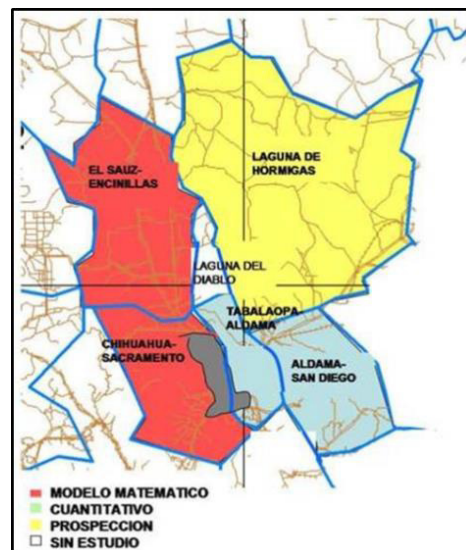 LAGUNA DE
HORMIGAS
EL SAUZ-
ENCINILLAS
LAGUNA DEL
DIABLO
TABALAOPA-
ALDAMA
CHIHUAHUA-
SACRAMENTO
ALDAMA-
SAN DIEGO
MODELO MATEMATICO
CUANTITATIVO
PROSPECCION
SIN ESTUDIO